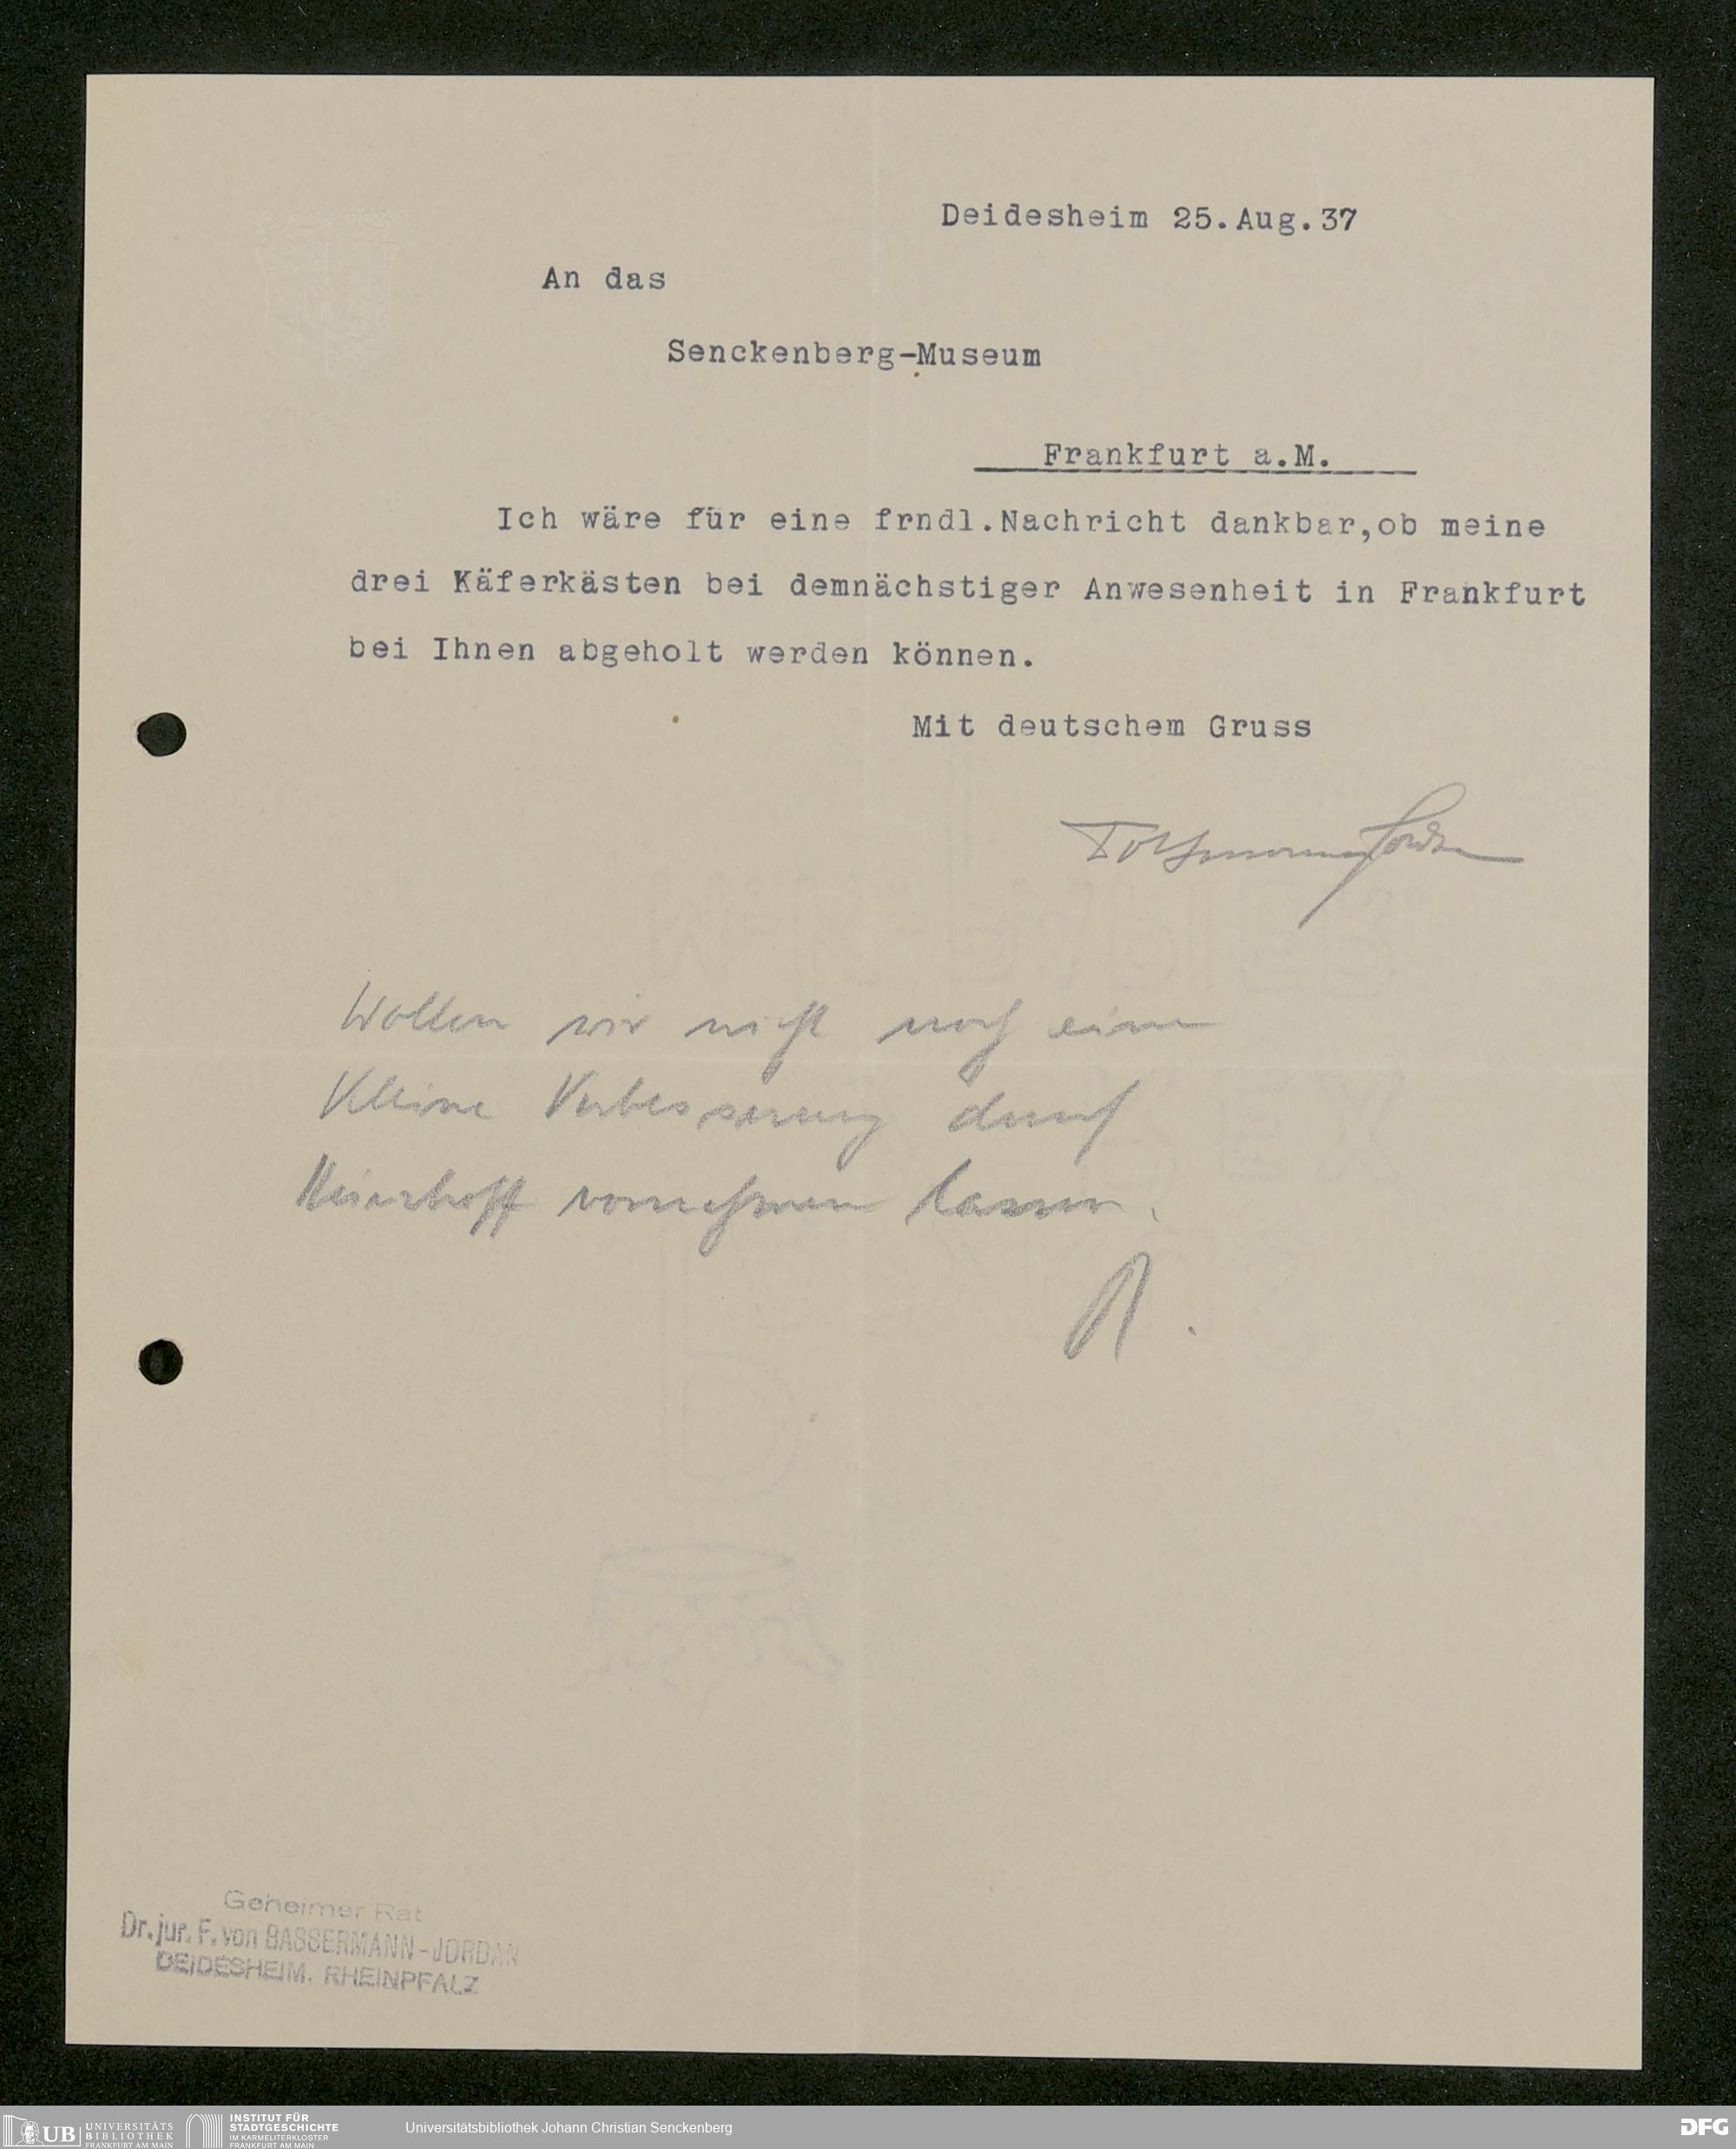 Deidesheim 25.Aug.37
An das
Senckenberg-Museum
Frankfurt a.M.
Ich wäre für eine frndl.Nachricht dankbar,ob meine
drei Käferkästen bei demnächstiger Anwesenheit in Frankfurt
bei Ihnen abgeholt werden können.
Mit deutschem Gruss
Bassermann Jordan
Wollen wir nicht noch eine
kleine Verbesserung durch
vornehmen lassen.
R.
Geheimer Rat
Dr.jur. F. von BASSERMANN-JORDAN
DEIDESHEIM, RHEINPFALZ
UB
UNIVERSITÄTS
BIBLIOTHEK
FRANKFURT AM MAIN
INSTITUT FÜR
STADTGESCHICHTE
IM KARMELITERKLOSTER
FRANKFURT AM MAIN
Universitätsbibliothek Johann Christian Senckenberg
DFG